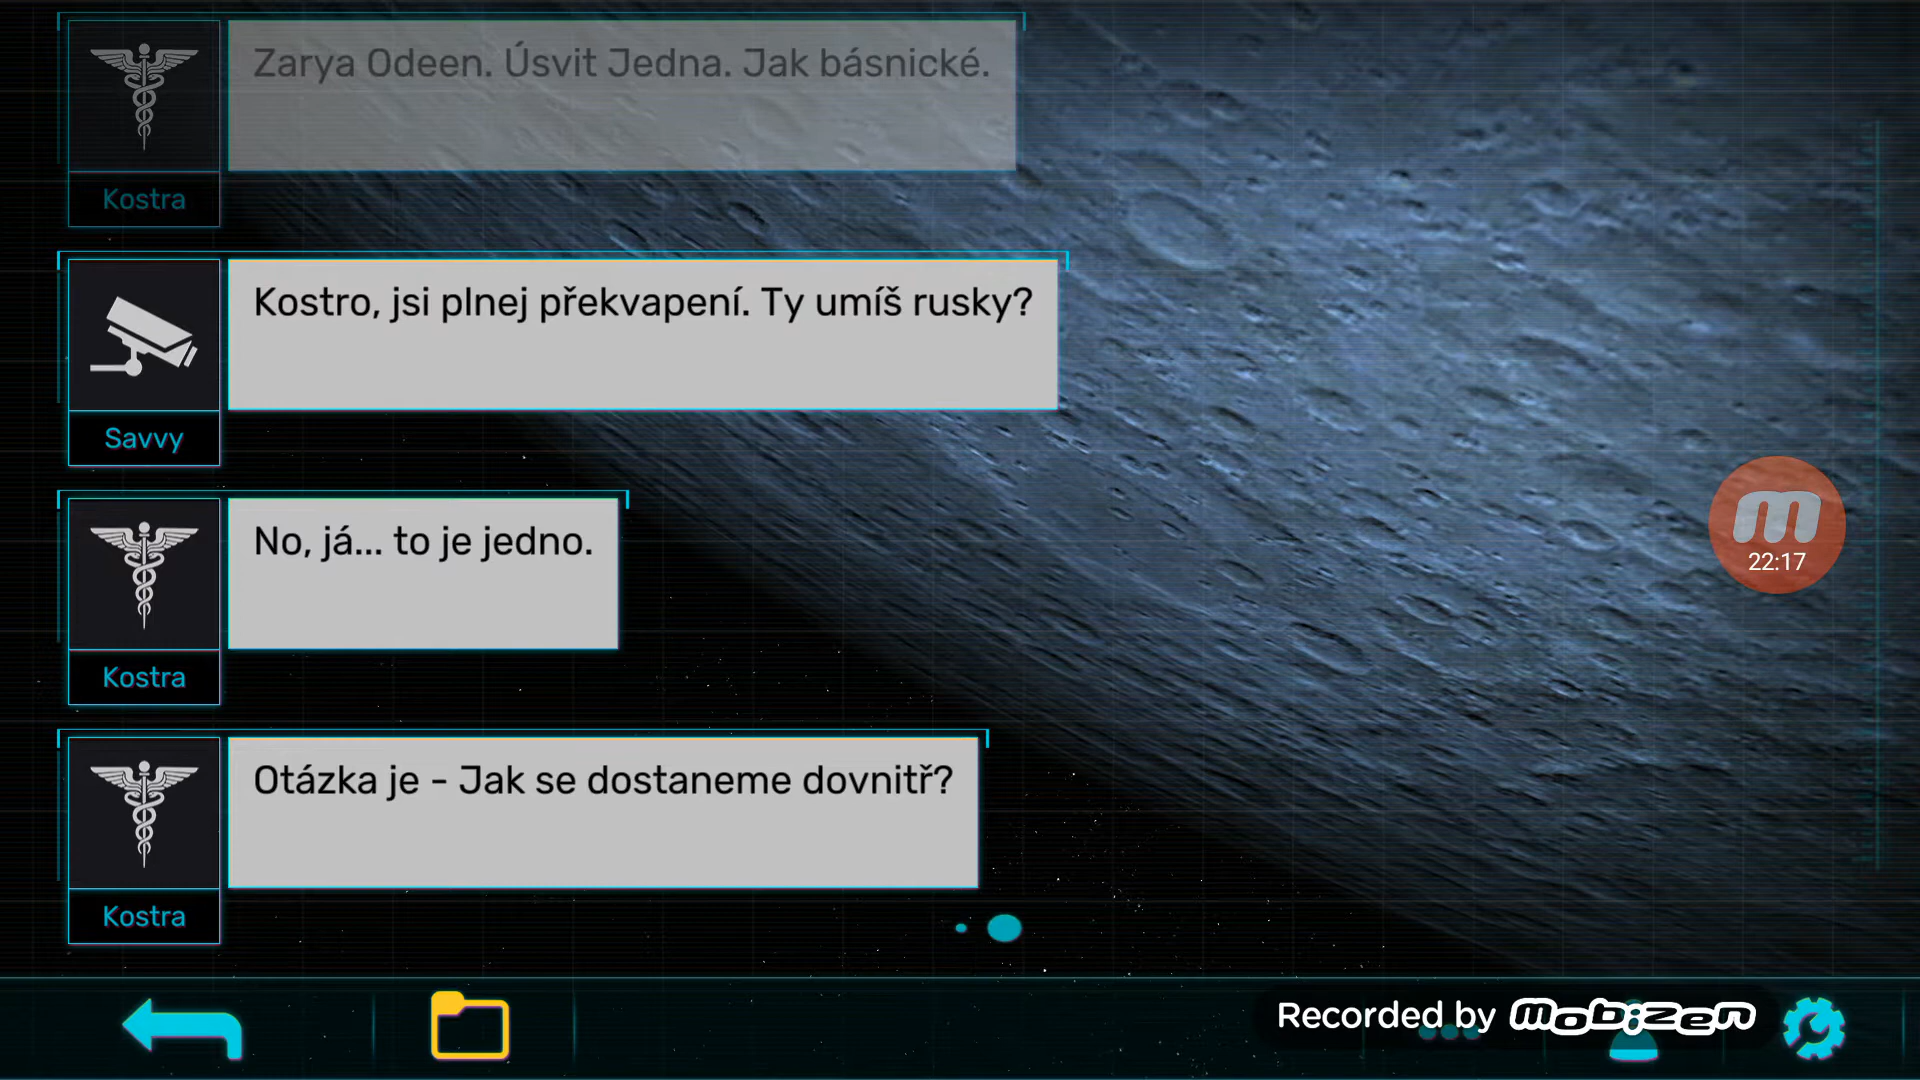 Zarya Odeen. Úsvit Jedna. Jak básnické.
Kostra
Kostro, jsi plnej překvapení. Ty umíš rusky?
Savvy
No, já... to je jedno.
Kostra
Otázka je - Jak se dostaneme dovnitř?
Kostra
m
22:17
Recorded by mobizen